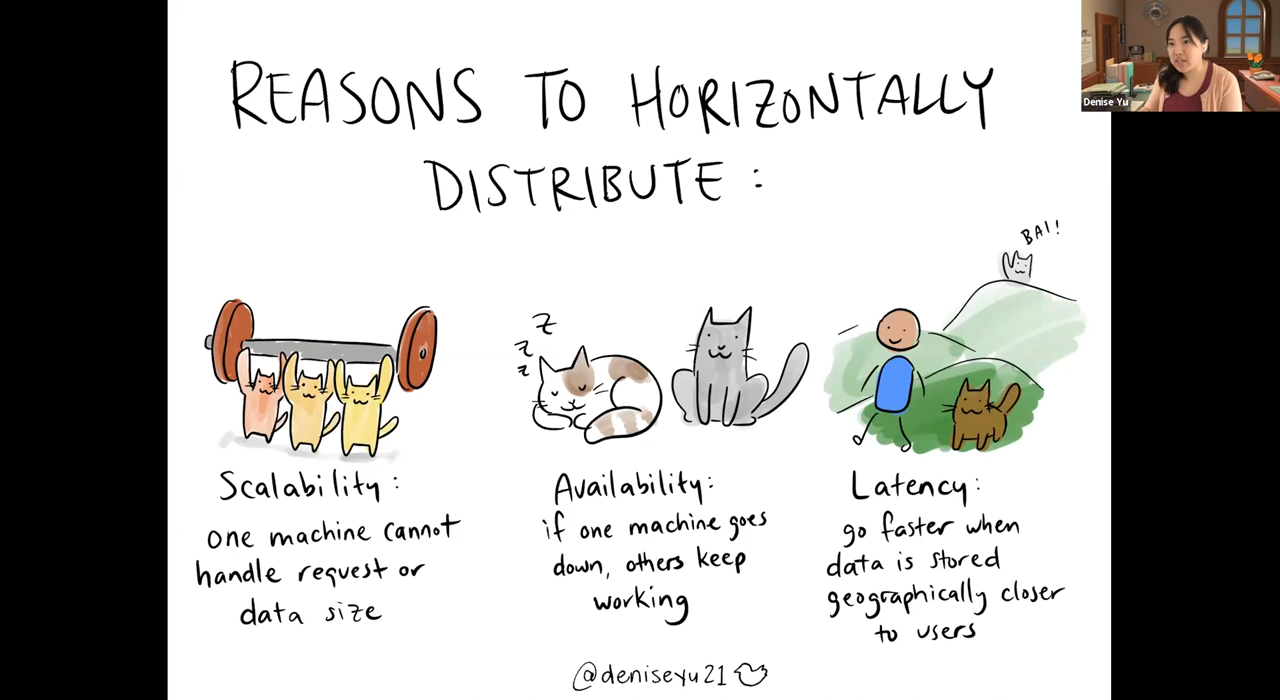 REASONS TO HORIZONTALLY
DISTRIBUTE:
Denise Yu
BAI!
z
z
z
Scalability:
one machine cannot
handle request or
data size
Availability:
if one machine goes
down, others keep
working
Latency:
go faster when
data is stored
geographically closer
to users
@deniseyu21